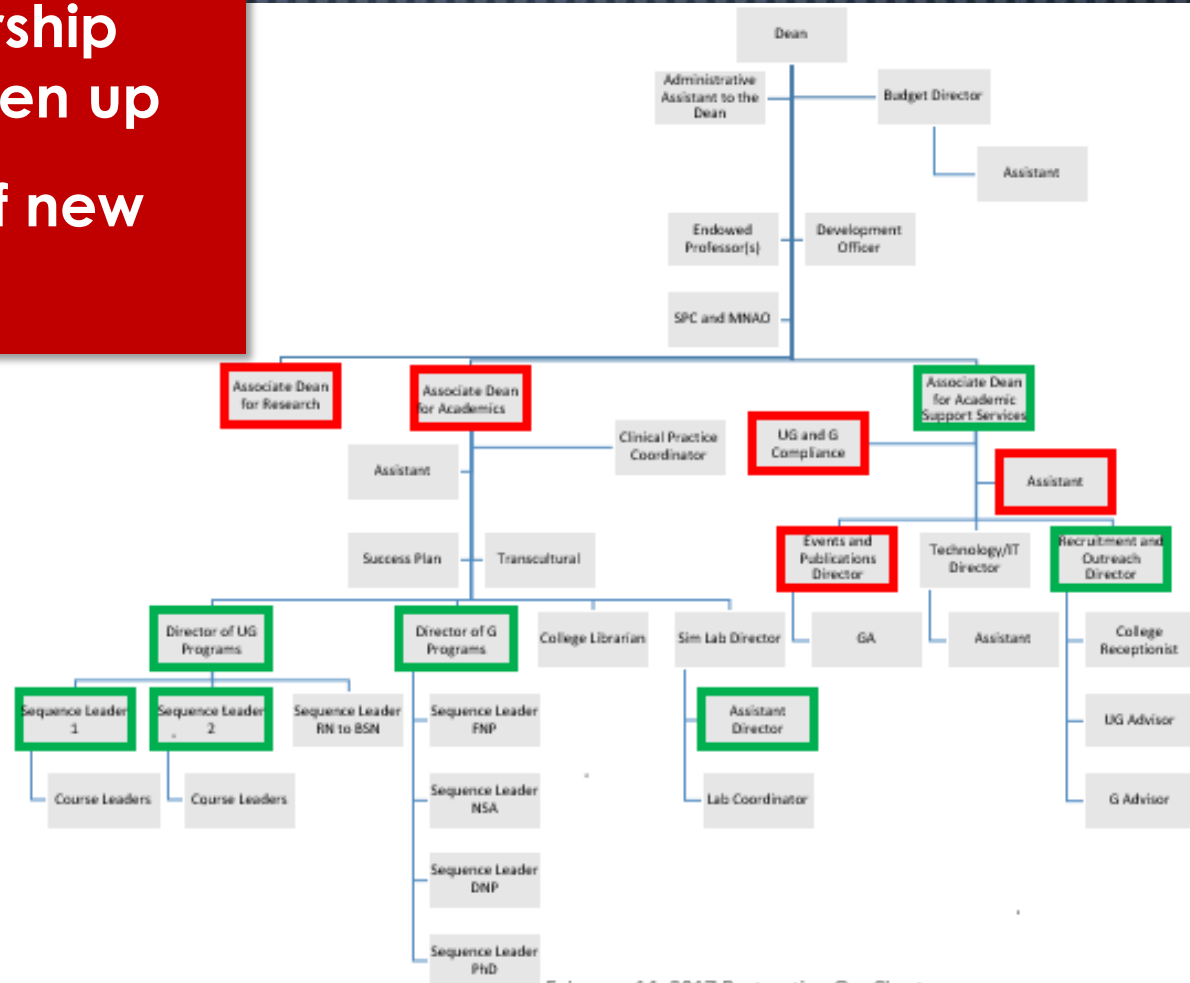 rship
en up
f new
Dean
Administrative
Assistant to the
Dean
Budget Director
Assistant
Endowed
Professor(s)
Development
Officer
SPC and MNAO
Associate Dean
for Research
Associate Dean
for Academics
Associate Dean
for Academic
Support Services
Clinical Practice
Coordinator
UG and G
Compliance
Assistant
Assistant
Success Plan
Transcultural
Events and
Publications
Director
Technology/IT
Director
Recruitment and
Outreach
Director
Director of UG
Programs
Director of G
Programs
College Librarian
Sim Lab Director
GA
Assistant
College
Receptionist
Sequence Leader
1
Sequence Leader
2
Sequence Leader
RN to BSN
Sequence Leader
FNP
Assistant
Director
UG Advisor
Course Leaders
Course Leaders
Sequence Leader
NSA
Lab Coordinator
G Advisor
Sequence Leader
DNP
Sequence Leader
PhD